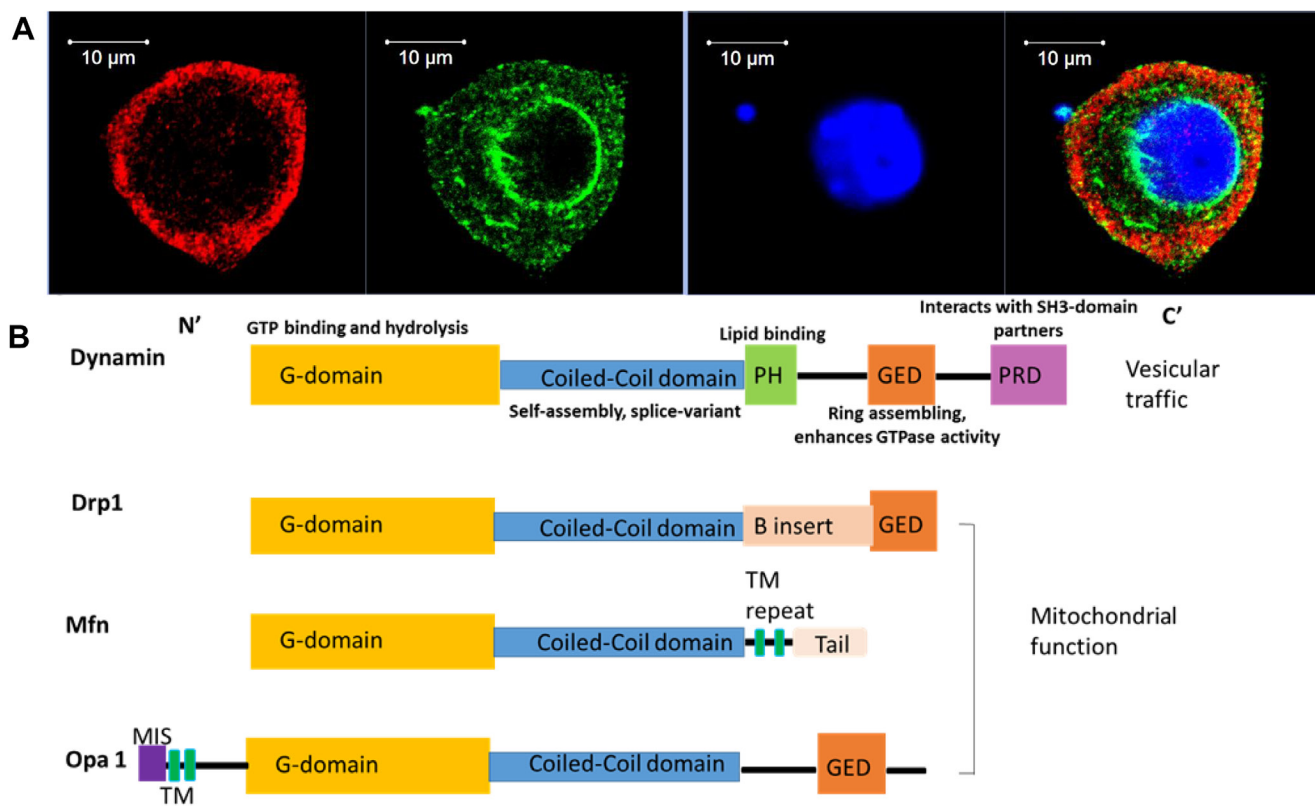 A
10 µm
10 µm
10 µm
10 µm
B
N’
C’
Dynamin
GTP binding and hydrolysis
G-domain
Coiled-Coil domain
Self-assembly, splice-variant
Lipid binding
PH
GED
Ring assembling,
enhances GTPase activity
Interacts with SH3-domain
partners
PRD
Vesicular
traffic
Drp1
G-domain
Coiled-Coil domain
B insert
GED
Mfn
G-domain
Coiled-Coil domain
TM
repeat
Tail
Mitochondrial
function
Opa 1
MIS
TM
G-domain
Coiled-Coil domain
GED